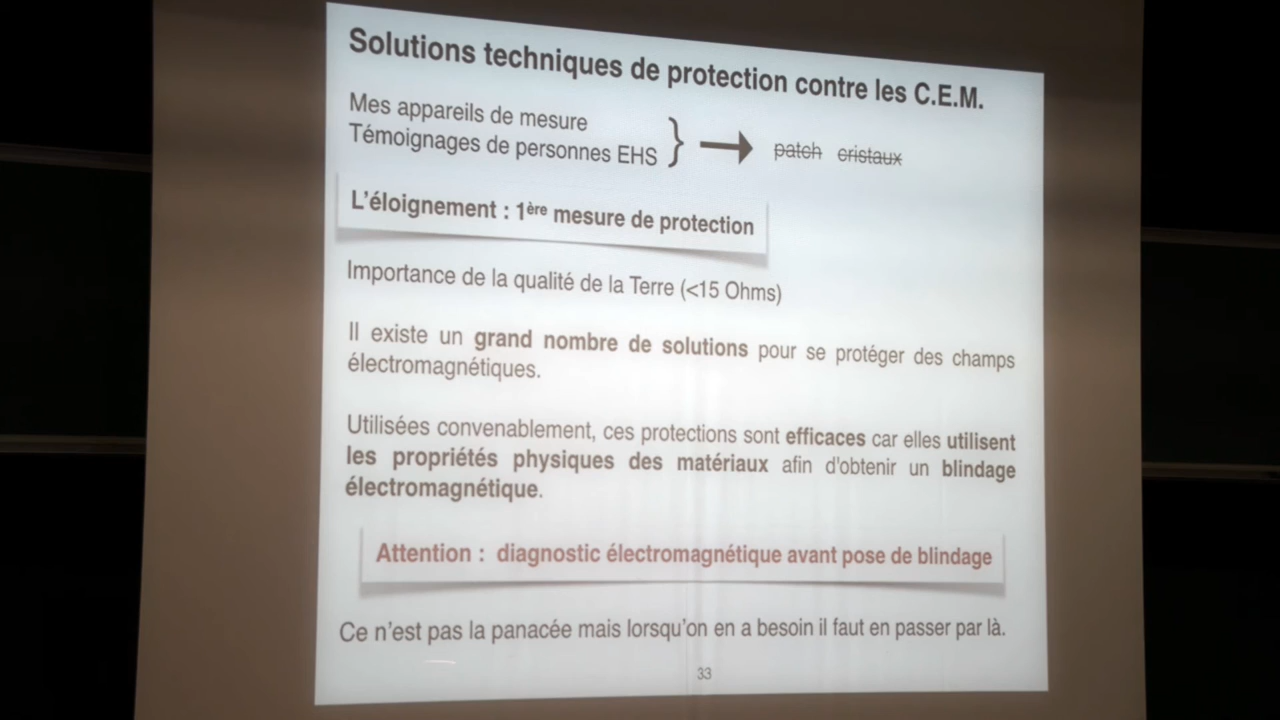 Solutions techniques de protection contre les C.E.M.
Mes appareils de mesure
Témoignages de personnes EHS } → patch cristaux
L'éloignement : 1ère mesure de protection
Importance de la qualité de la Terre (<15 Ohms)
Il existe un grand nombre de solutions pour se protéger des champs
électromagnétiques.
Utilisées convenablement, ces protections sont efficaces car elles utilisent
les propriétés physiques des matériaux afin d'obtenir un blindage
électromagnétique.
Attention : diagnostic électromagnétique avant pose de blindage
Ce n'est pas la panacée mais lorsqu'on en a besoin il faut en passer par là.
33